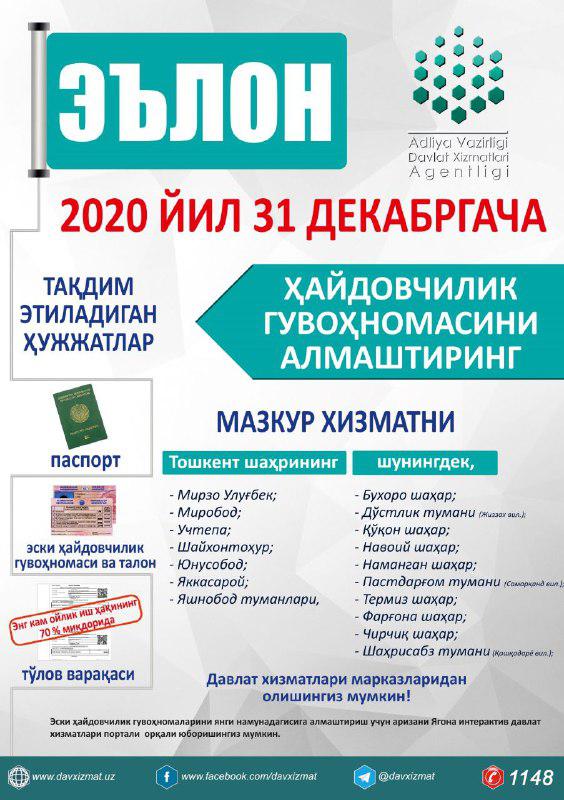 ЭЪЛОН
Adliya Vazirligi
Davlat Xizmatlari
Agentligi
2020 ЙИЛ 31 ДЕКАБРГАЧА
ҲАЙДОВЧИЛИК
ГУВОҲНОМАСИНИ
АЛМАШТИРИНГ
ТАҚДИМ
ЭТИЛАДИГАН
ҲУЖЖАТЛАР
паспорт
эски ҳайдовчилик
гувоҳномаси ва талон
Энг кам ойлик иш ҳақининг
70 % миқдорида
тўлов варақаси
МАЗКУР ХИЗМАТНИ
Тошкент шаҳрининг
- Мирзо Улуғбек;
- Миробод;
- Учтепа;
- Шайхонтоҳур;
- Юнусобод;
- Яккасарой;
- Яшнобод туманлари,
шунингдек,
- Бухоро шаҳар;
- Дўстлик тумани (Жиззах вил.);
- Қўқон шаҳар;
- Навоий шаҳар;
- Наманган шаҳар;
- Пастдарғом тумани (Самарқанд вил.);
- Термиз шаҳар;
- Фарғона шаҳар;
- Чирчиқ шаҳар;
- Шаҳрисабз тумани (Қашқадарё вил.);
Давлат хизматлари марказларидан
олишингиз мумкин!
Эски ҳайдовчилик гувоҳномаларини янги намунадагисига алмаштириш учун аризани Ягона интерактив давлат
хизматлари портали орқали юборишингиз мумкин.
www.davxizmat.uz
www.facebook.com/davxizmat
@davxizmat
1148